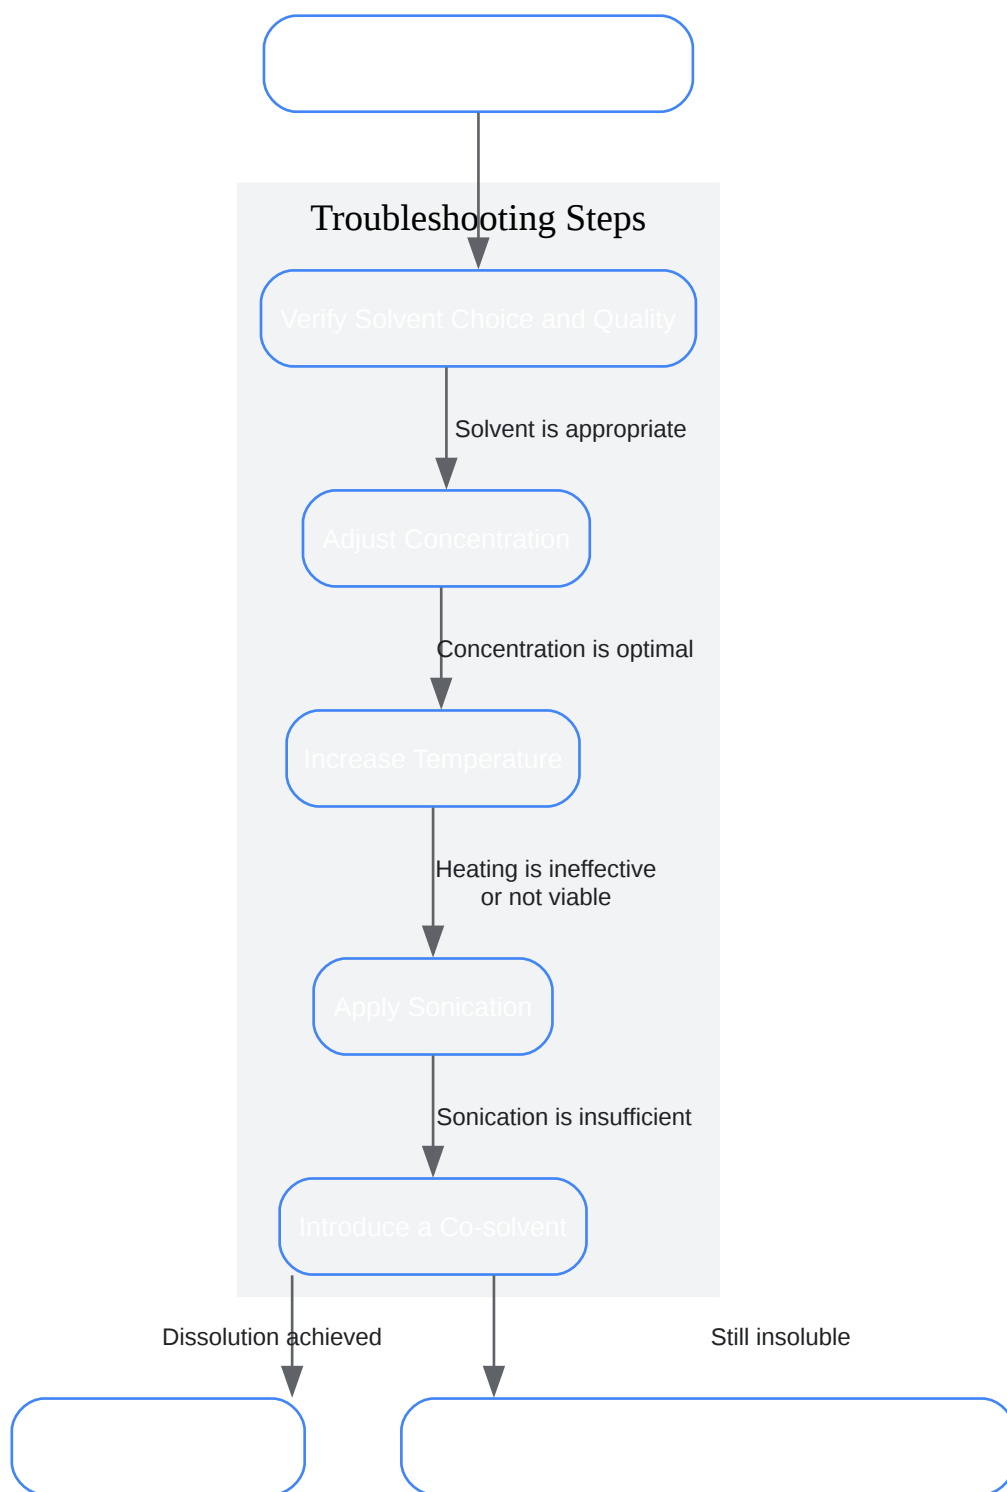 Troubleshooting Steps
Verify Solvent Choice and Quality
Solvent is appropriate
Adjust Concentration
Concentration is optimal
Increase Temperature
Heating is ineffective
or not viable
Apply Sonication
Sonication is insufficient
Introduce a Co-solvent
Dissolution achieved
Still insoluble